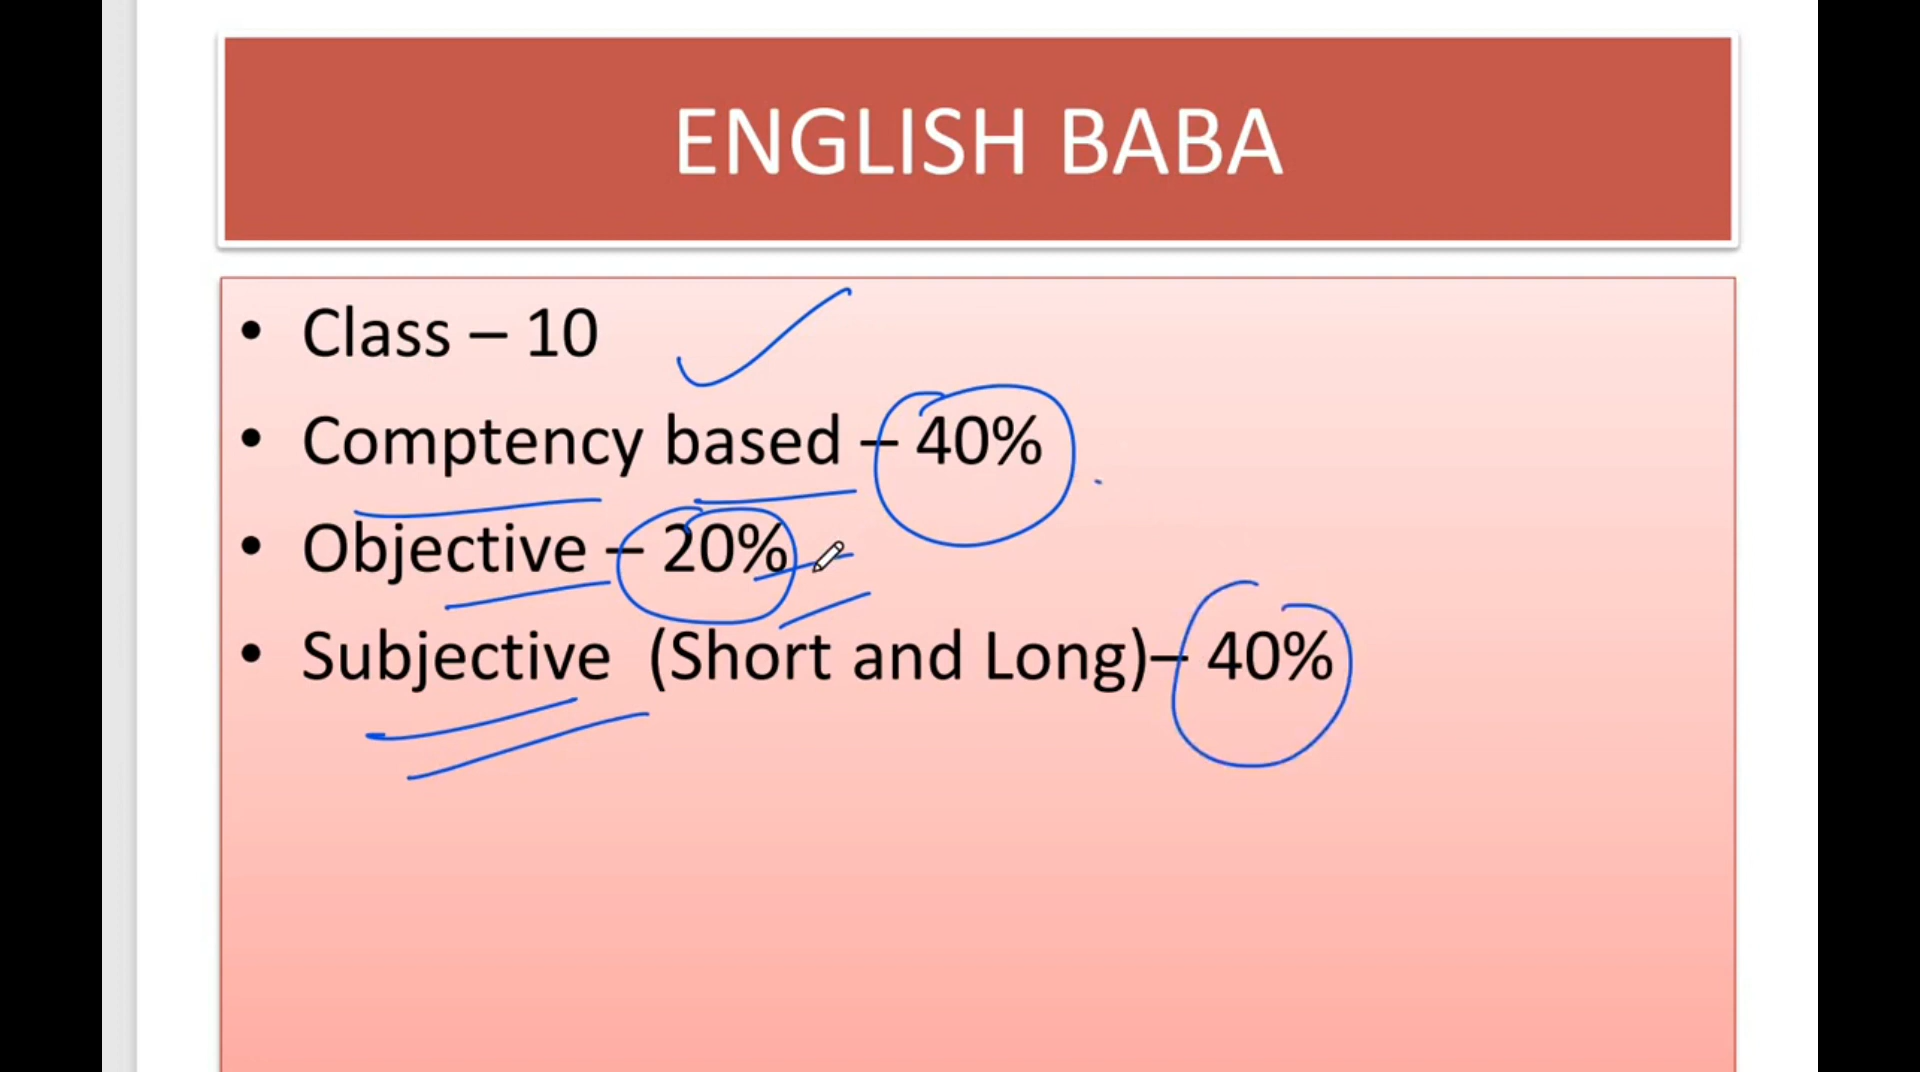 ENGLISH BABA
• Class – 10
• Comptency based – 40%
• Objective – 20%
• Subjective (Short and Long)– 40%